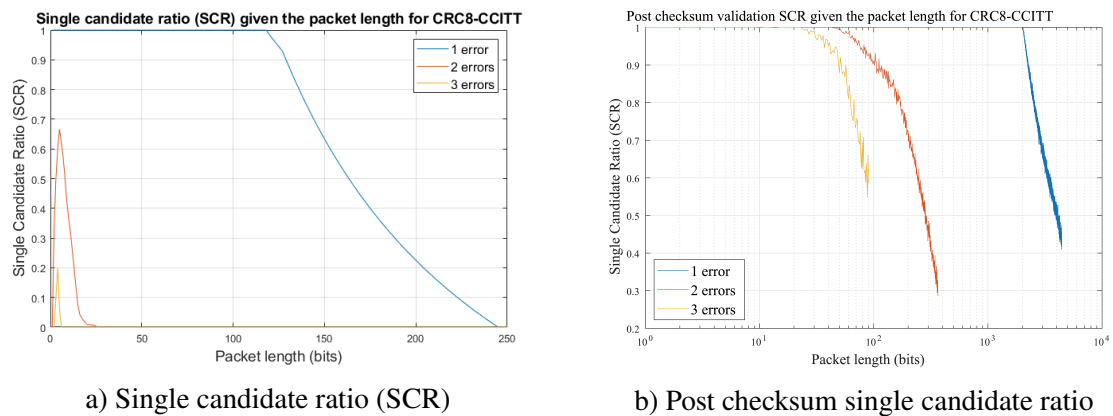 Single candidate ratio (SCR) given the packet length for CRC8-CCITT
1
0.9
0.8
0.7
0.6
0.5
0.4
0.3
0.2
0.1
0
Single Candidate Ratio (SCR)
1 error
2 errors
3 errors
0 50 100 150 200 250
Packet length (bits)
a) Single candidate ratio (SCR)
Post checksum validation SCR given the packet length for CRC8-CCITT
1
0.9
0.8
0.7
0.6
0.5
0.4
0.3
0.2
Single Candidate Ratio (SCR)
1 error
2 errors
3 errors
10^0 10^1 10^2 10^3 10^4
Packet length (bits)
b) Post checksum single candidate ratio